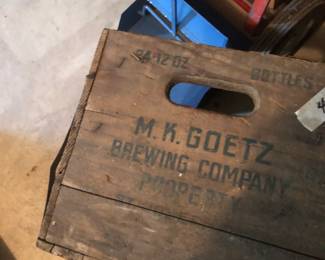 24-12 OZ BOTTLES
M.K. GOETZ
BREWING COMPANY
PROPERTY